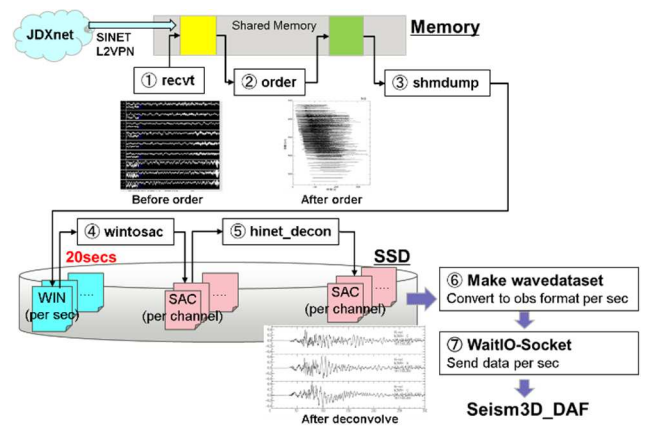 JDXnet
SINET
L2VPN
Shared Memory
Memory
① recvt
② order
③ shmdump
Before order
After order
④ wintosac
⑤ hinet_decon
20secs
SSD
WIN
(per sec)
....
SAC
(per channel)
....
SAC
(per channel)
....
⑥ Make wavedataset
Convert to obs format per sec
⑦ WaitIO-Socket
Send data per sec
After deconvolve
Seism3D_DAF